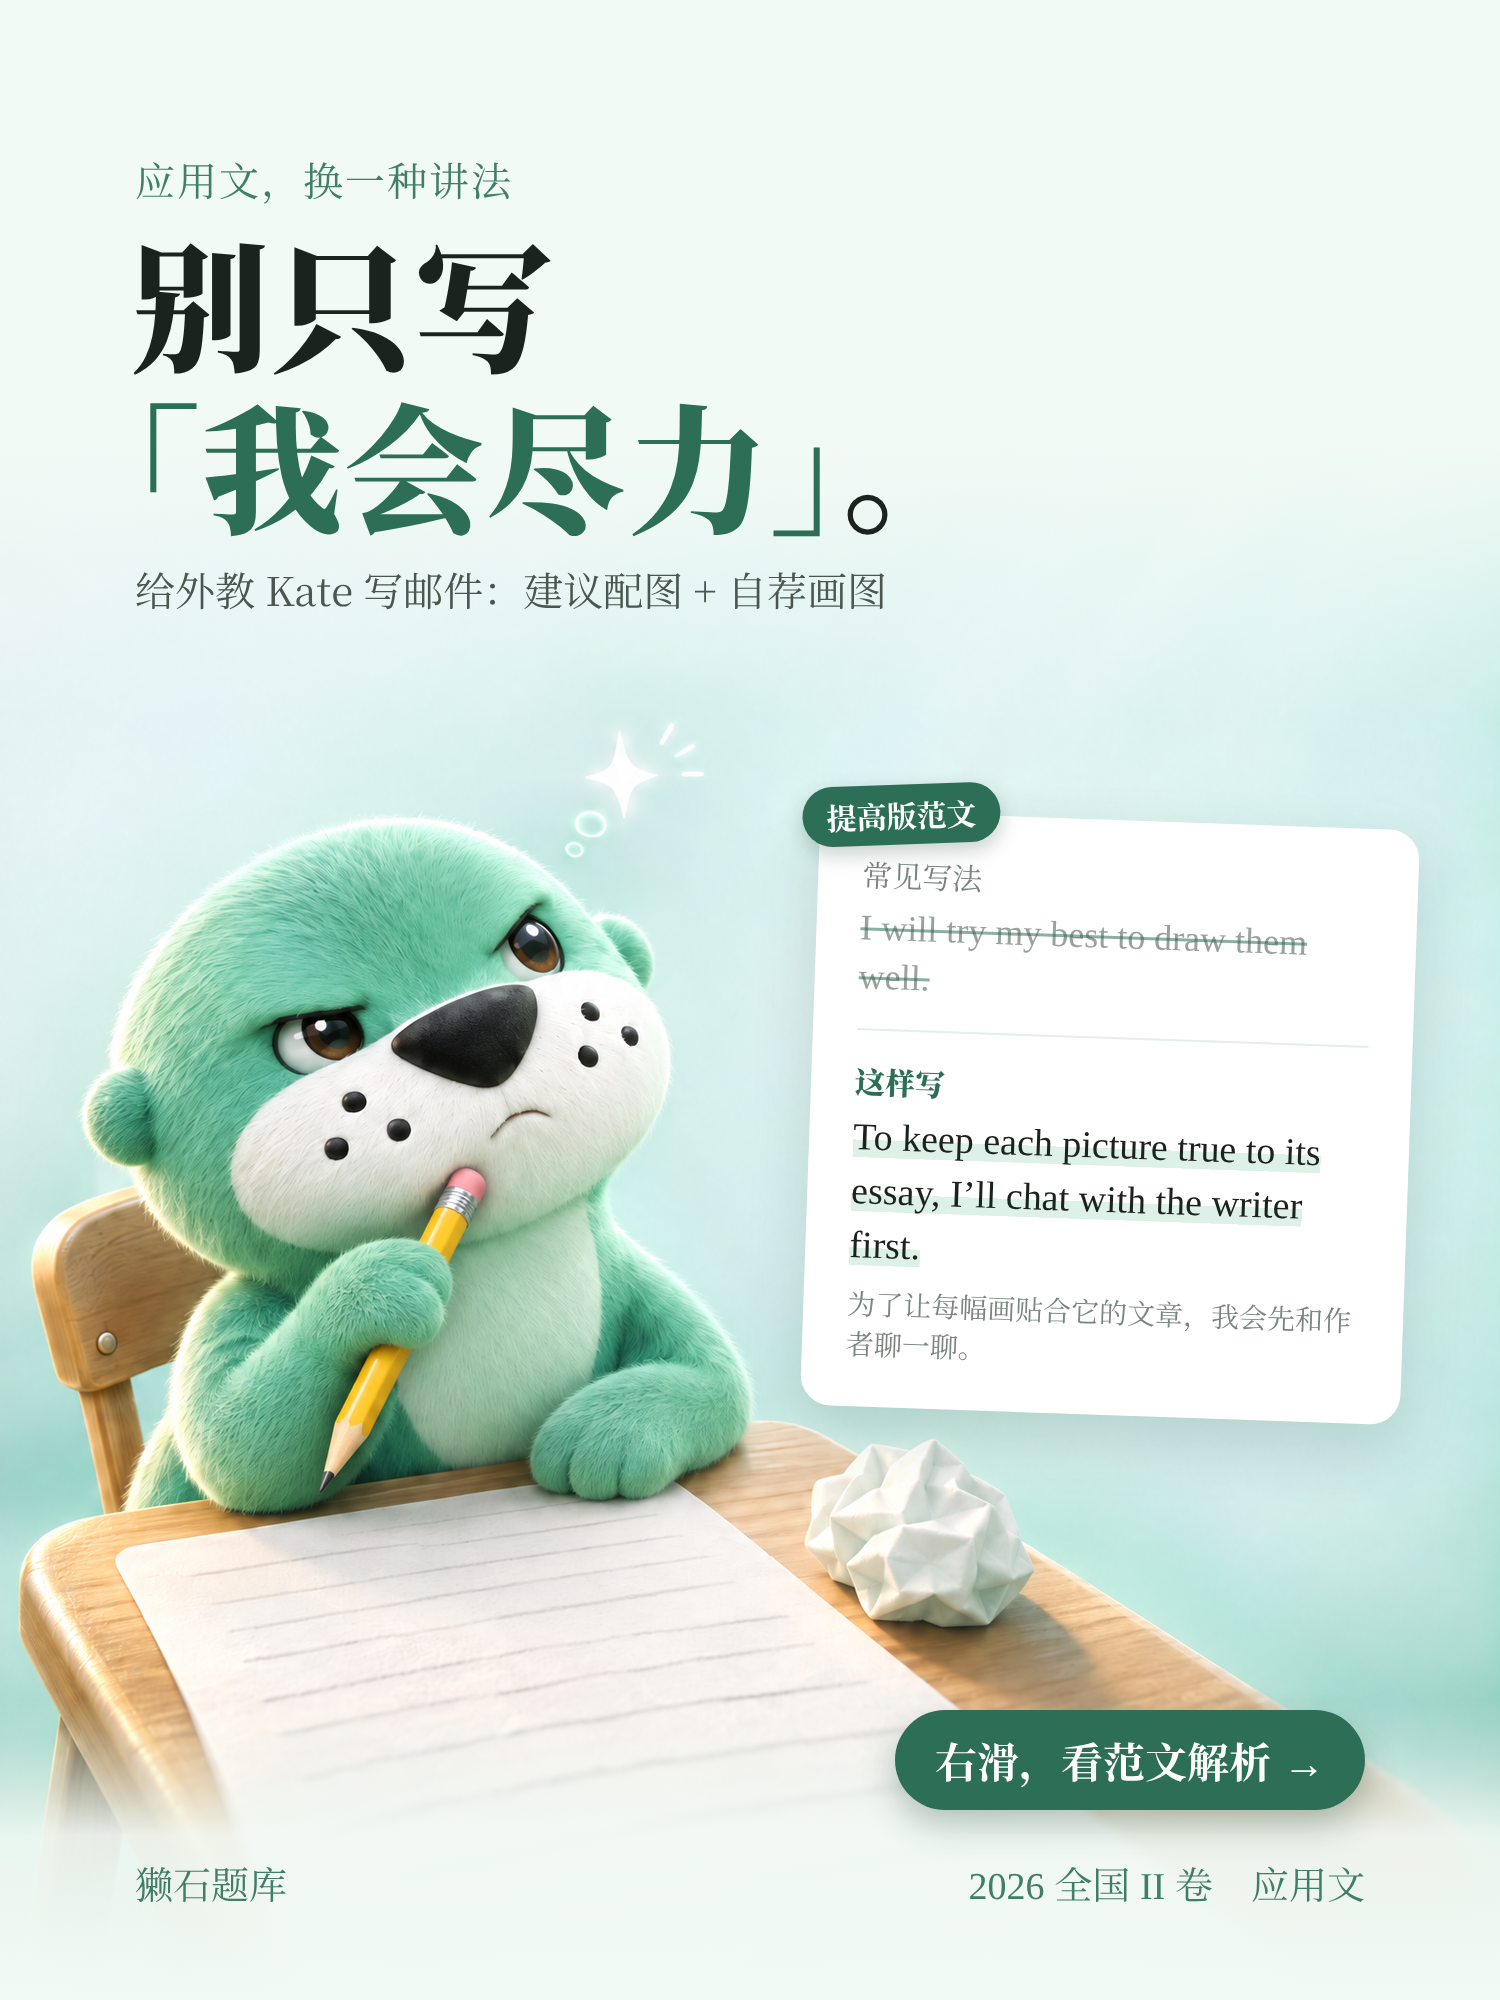 应用文，换一种讲法
别只写
「我会尽力」。
给外教 Kate 写邮件：建议配图 + 自荐画图
提高版范文
常见写法
I will try my best to draw them
well.
这样写
To keep each picture true to its
essay, I’ll chat with the writer
first.
为了让每幅画贴合它的文章，我会先和作
者聊一聊。
右滑，看范文解析 →
獭石题库
2026 全国 II 卷　应用文